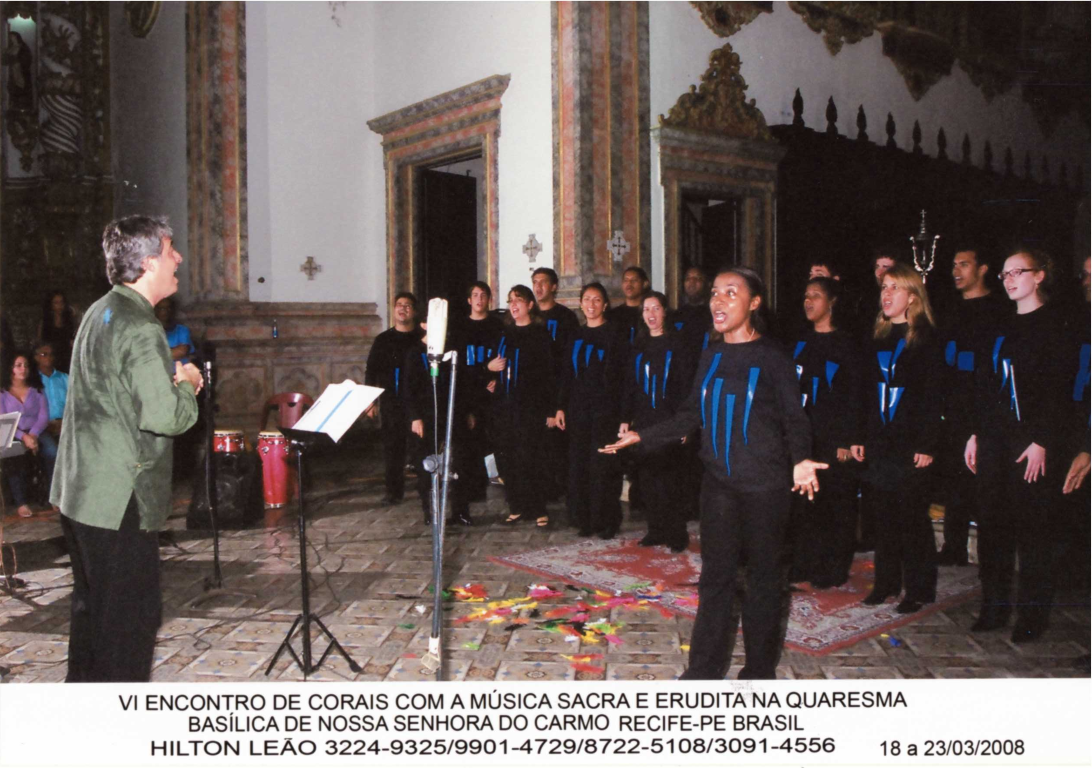 VI ENCONTRO DE CORAIS COM A MÚSICA SACRA E ERUDITA NA QUARESMA
BASÍLICA DE NOSSA SENHORA DO CARMO RECIFE-PE BRASIL
HILTON LEÃO 3224-9325/9901-4729/8722-5108/3091-4556 18 a 23/03/2008